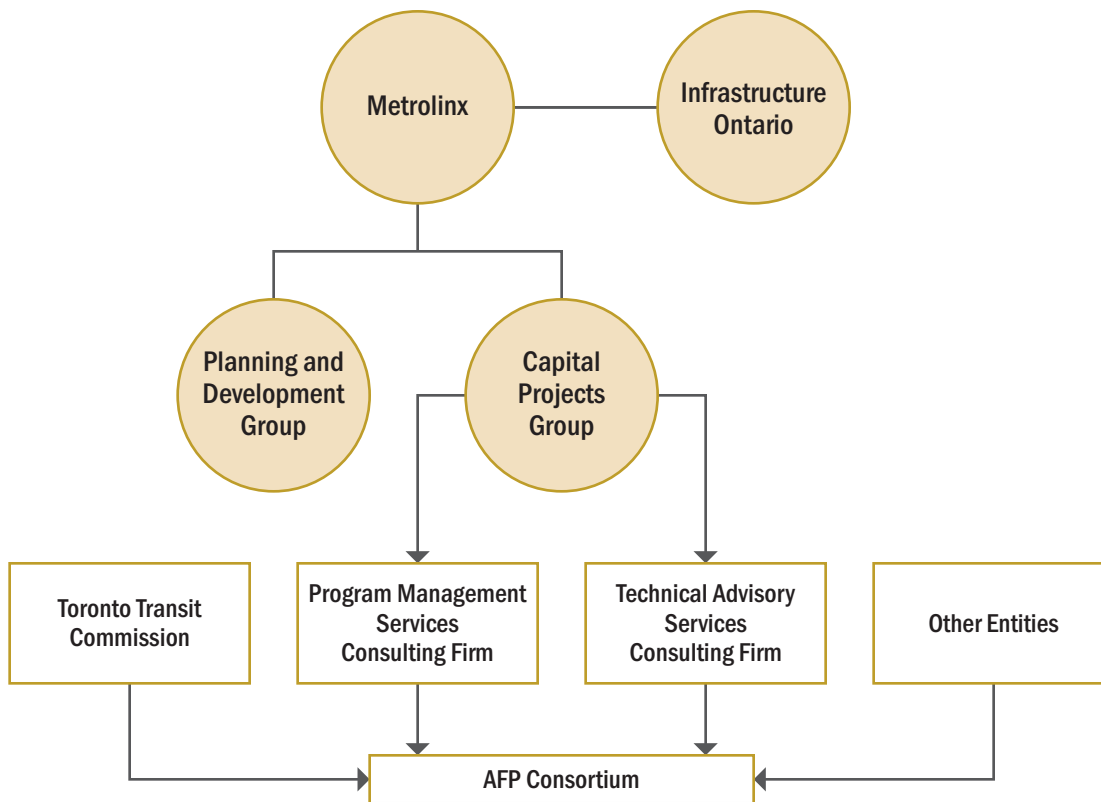 Metrolinx
Infrastructure
Ontario
Planning and
Development
Group
Capital
Projects
Group
Toronto Transit
Commission
Program Management
Services
Consulting Firm
Technical Advisory
Services
Consulting Firm
Other Entities
AFP Consortium